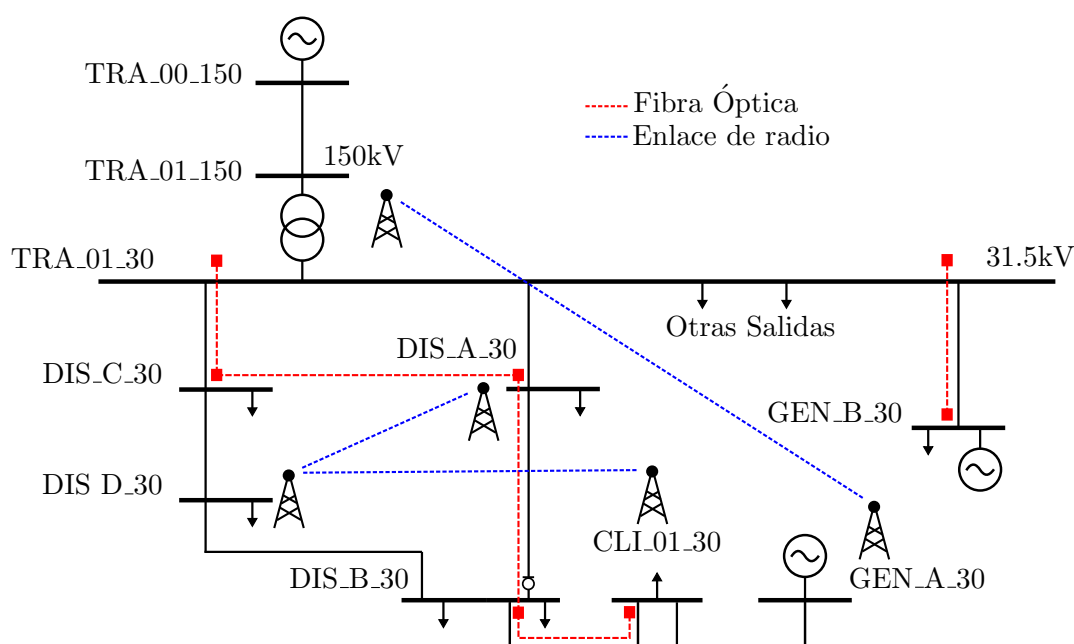 TRA_00_150
Fibra Óptica
Enlace de radio
TRA_01_150
150kV
TRA_01_30
31.5kV
Otras Salidas
DIS_A_30
DIS_C_30
GEN_B_30
DIS D_30
CLI_01_30
DIS_B_30
GEN_A_30